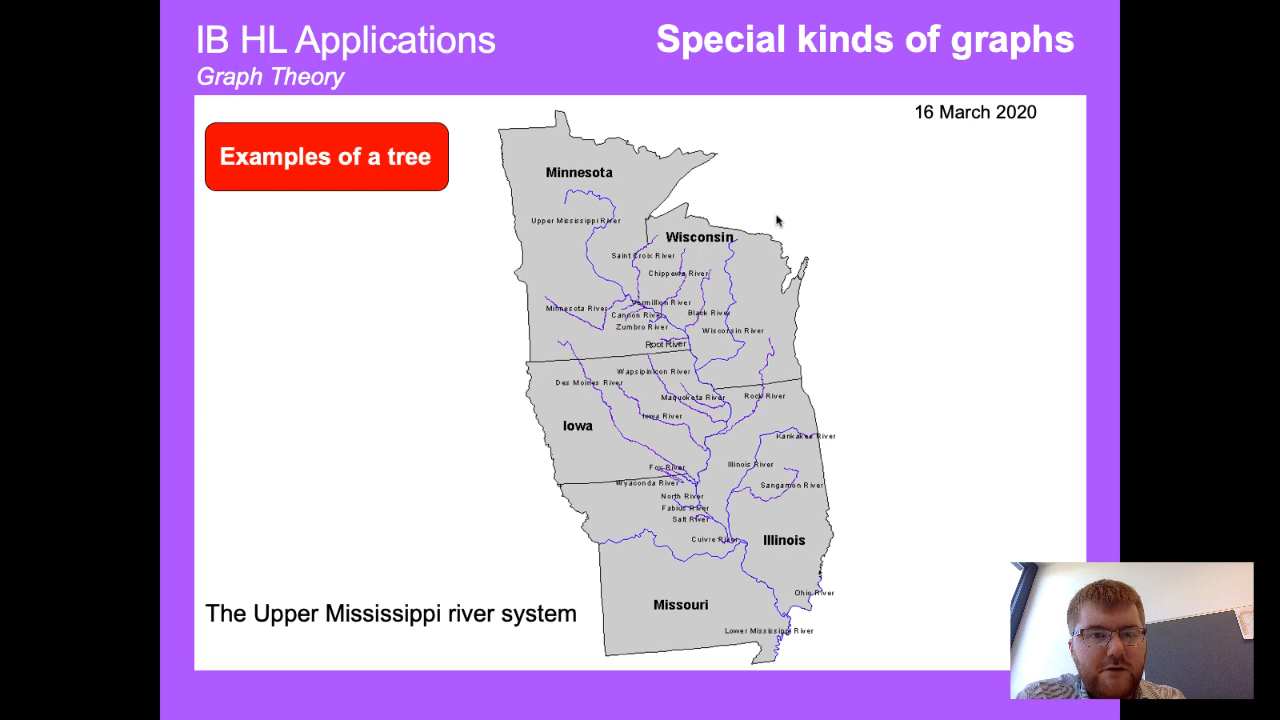 IB HL Applications
Special kinds of graphs
Graph Theory
16 March 2020
Examples of a tree
Minnesota
Upper Mississippi River
Wisconsin
Saint Croix River
Chippewa River
Vermillion River
Minnesota River
Cannon River
Black River
Zumbro River
Wisconsin River
Root River
Wapsipinicon River
Des Moines River
Maquoketa River
Rock River
Iowa River
Iowa
Kankakee River
Illinois River
Fox River
Wyaconda River
Sangamon River
North River
Fabius River
Salt River
Cuivre River
Illinois
Ohio River
Missouri
The Upper Mississippi river system
Lower Mississippi River